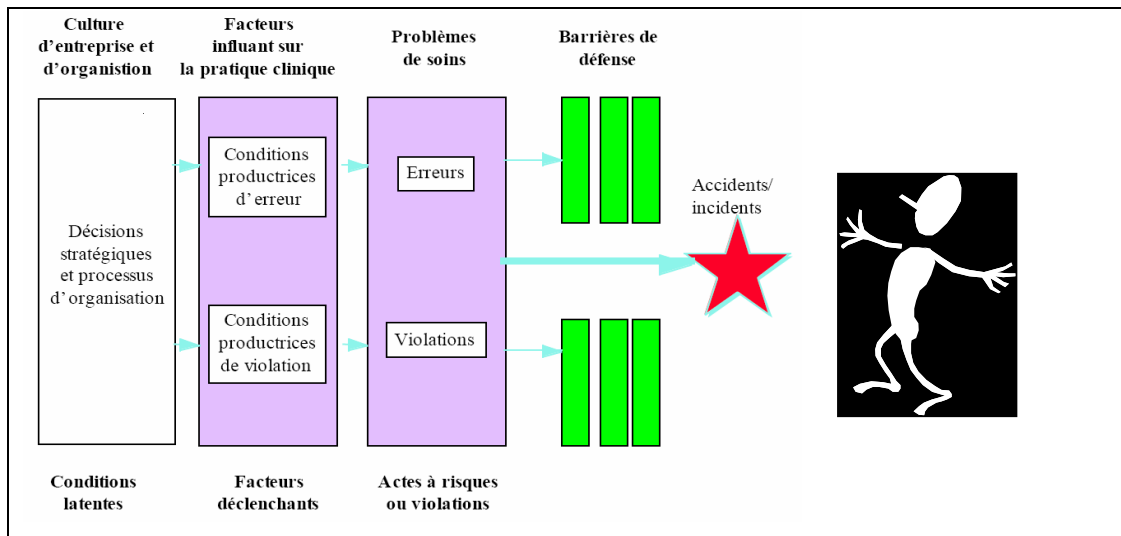 Culture
d'entreprise et
d'organistion
Facteurs
influant sur
la pratique clinique
Problèmes
de soins
Barrières de
défense
Décisions
stratégiques
et processus
d'organisation
Conditions
productrices
d'erreur
Conditions
productrices
de violation
Erreurs
Violations
Accidents/
incidents
Conditions
latentes
Facteurs
déclenchants
Actes à risques
ou violations